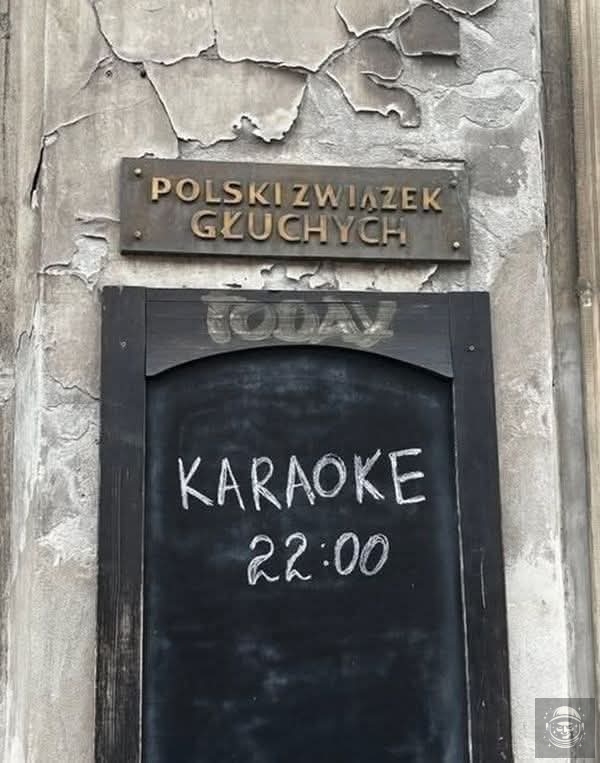 POLSKI ZWIĄZEK
GŁUCHYCH
TODAY
KARAOKE
22:00